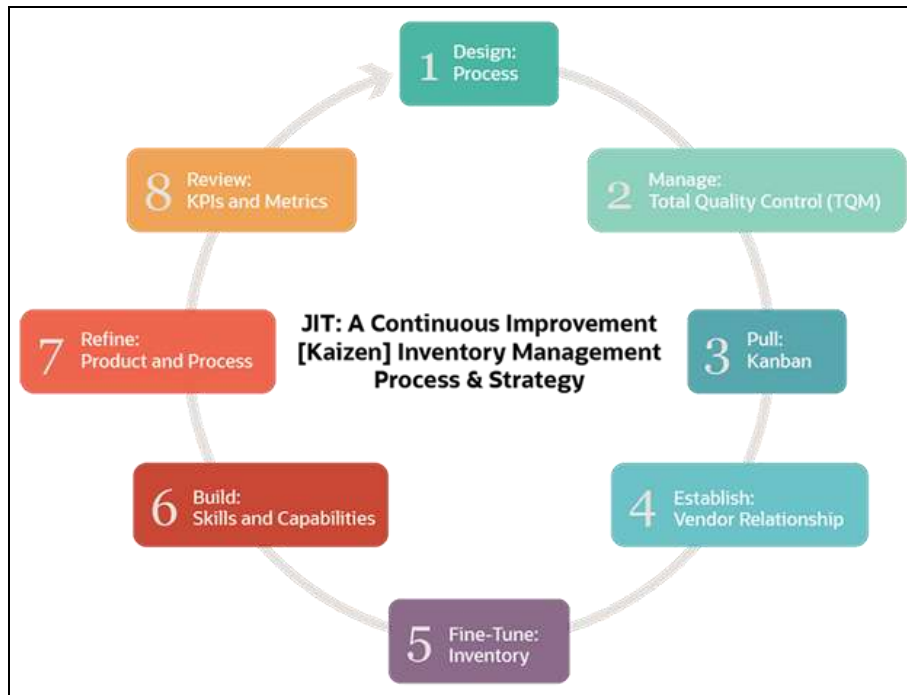 1 Design:
Process
2 Manage:
Total Quality Control (TQM)
3 Pull:
Kanban
4 Establish:
Vendor Relationship
5 Fine-Tune:
Inventory
6 Build:
Skills and Capabilities
7 Refine:
Product and Process
8 Review:
KPIs and Metrics
JIT: A Continuous Improvement
[Kaizen] Inventory Management
Process & Strategy